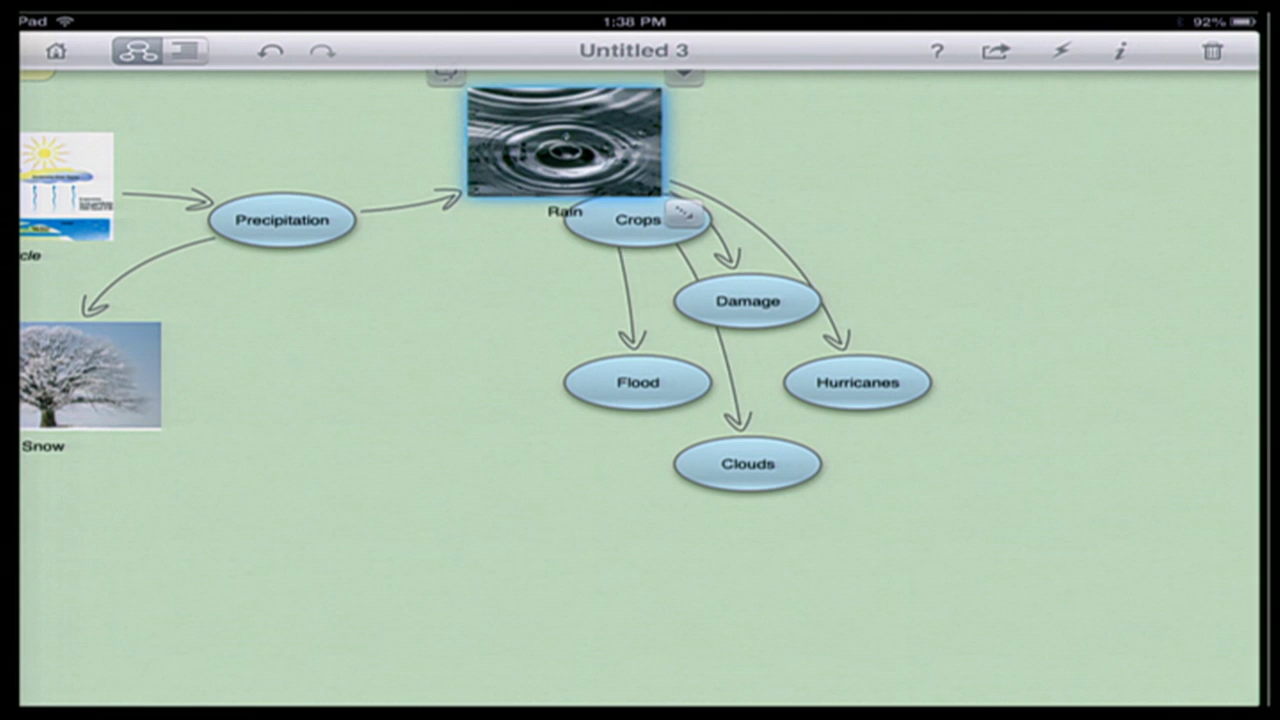 Pad 1:38 PM 92%
Untitled 3 ? i
Precipitation
Rain
Crops
cle
Damage
Flood
Hurricanes
Snow
Clouds